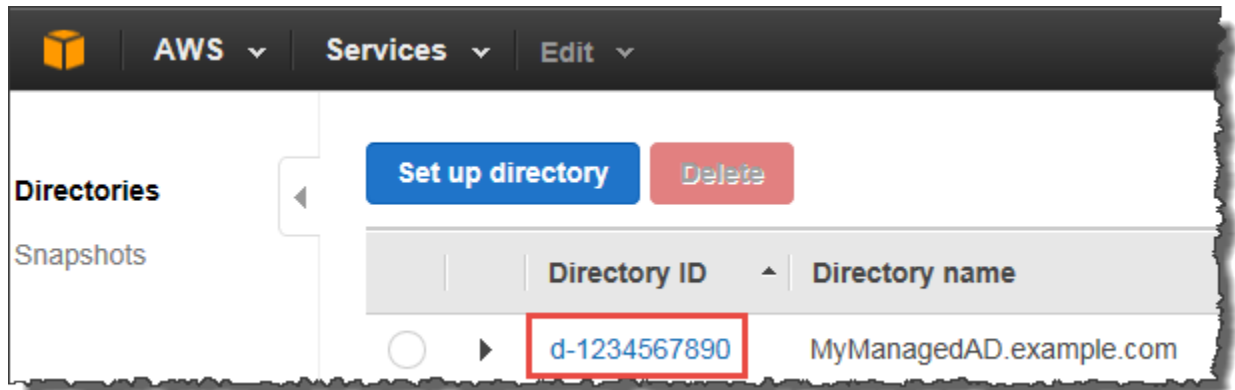 AWS Services Edit
Directories
Snapshots
Set up directory Delete
Directory ID Directory name
d-1234567890 MyManagedAD.example.com